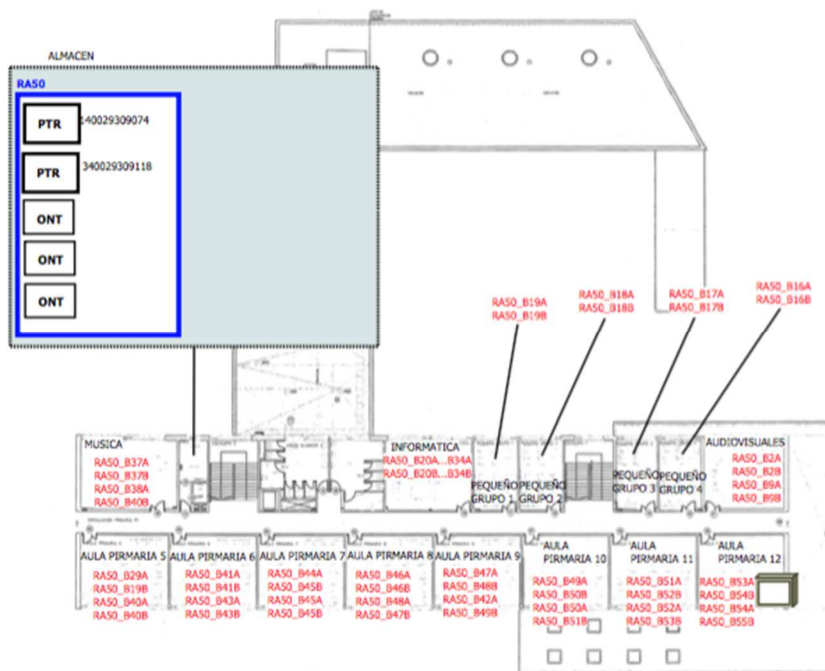 ALMACEN
RA50
PTR
140029309074
PTR
340029309118
ONT
ONT
ONT
RA50_B19A
RA50_B19B
RA50_B18A
RA50_B18B
RA50_B17A
RA50_B17B
RA50_B16A
RA50_B16B
MUSICA
RA50_B37A
RA50_B37B
RA50_B38A
RA50_B40B
INFORMATICA
RA50_B20A...B34A
RA50_B20B...B34B
PEQUEÑO
GRUPO 1
PEQUEÑO
GRUPO 2
PEQUEÑO
GRUPO 3
PEQUEÑO
GRUPO 4
AUDIOVISUALES
RA50_B2A
RA50_B2B
RA50_B9A
RA50_B9B
AULA PIRMARIA 5
RA50_B29A
RA50_B19B
RA50_B40A
RA50_B40B
AULA PIRMARIA 6
RA50_B41A
RA50_B41B
RA50_B43A
RA50_B43B
AULA PIRMARIA 7
RA50_B44A
RA50_B45B
RA50_B45A
RA50_B45B
AULA PIRMARIA 8
RA50_B46A
RA50_B46B
RA50_B48A
RA50_B47B
AULA PIRMARIA 9
RA50_B47A
RA50_B48B
RA50_B42A
RA50_B49B
AULA
PIRMARIA 10
RA50_B49A
RA50_B50B
RA50_B50A
RA50_B51B
AULA
PIRMARIA 11
RA50_B51A
RA50_B52B
RA50_B52A
RA50_B53B
AULA
PIRMARIA 12
RA50_B53A
RA50_B54B
RA50_B54A
RA50_B55B